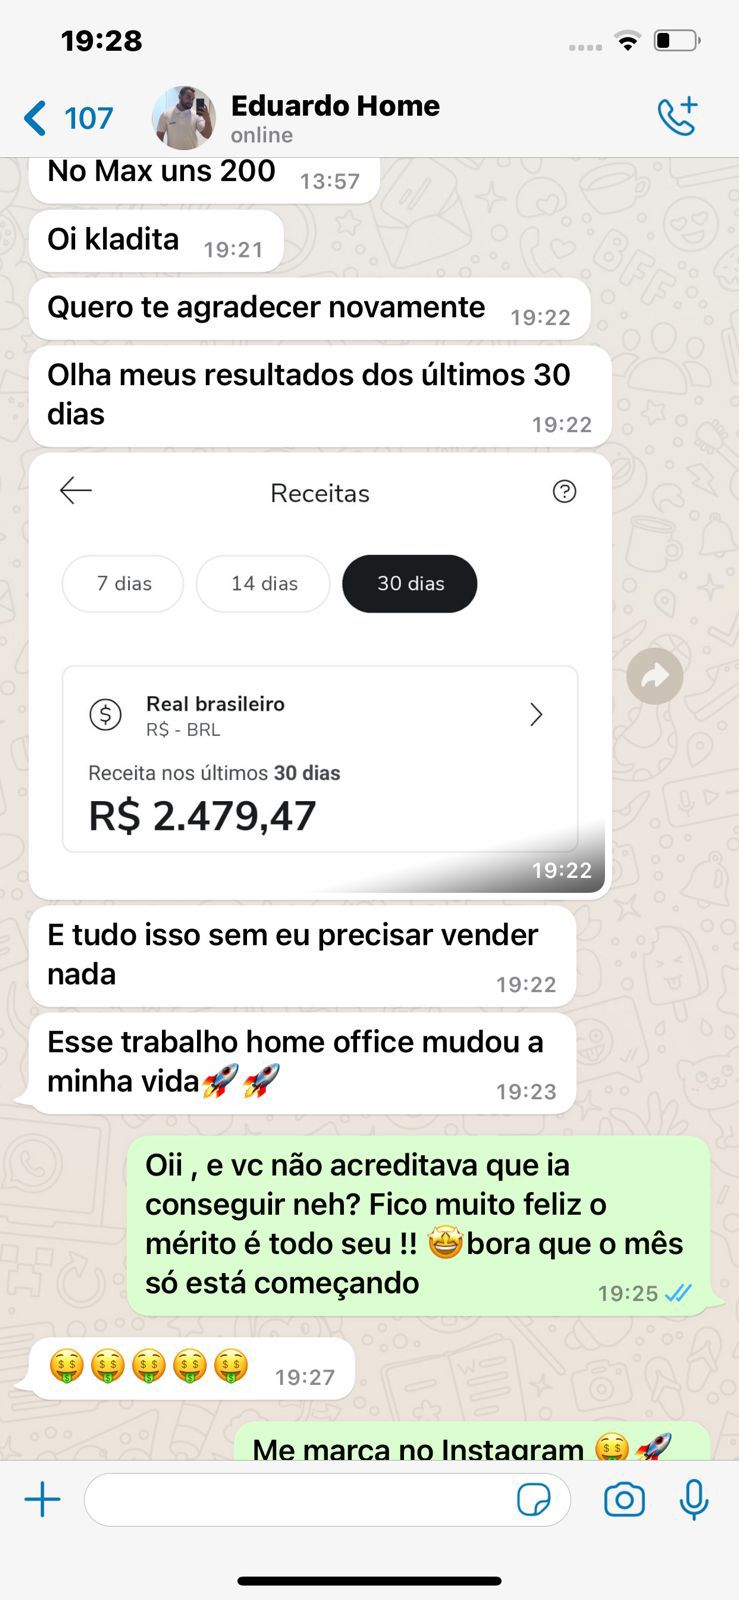 19:28
107
Eduardo Home
online
No Max uns 200 13:57
Oi kladita 19:21
Quero te agradecer novamente 19:22
Olha meus resultados dos últimos 30
dias 19:22
Receitas
7 dias 14 dias 30 dias
Real brasileiro
R$ - BRL
Receita nos últimos 30 dias
R$ 2.479,47
19:22
E tudo isso sem eu precisar vender
nada 19:22
Esse trabalho home office mudou a
minha vida🚀🚀 19:23
Oii , e vc não acreditava que ia
conseguir neh? Fico muito feliz o
mérito é todo seu !! 🤩bora que o mês
só está começando 19:25
🤑🤑🤑🤑🤑 19:27
Me marca no Instagram 🤑🚀